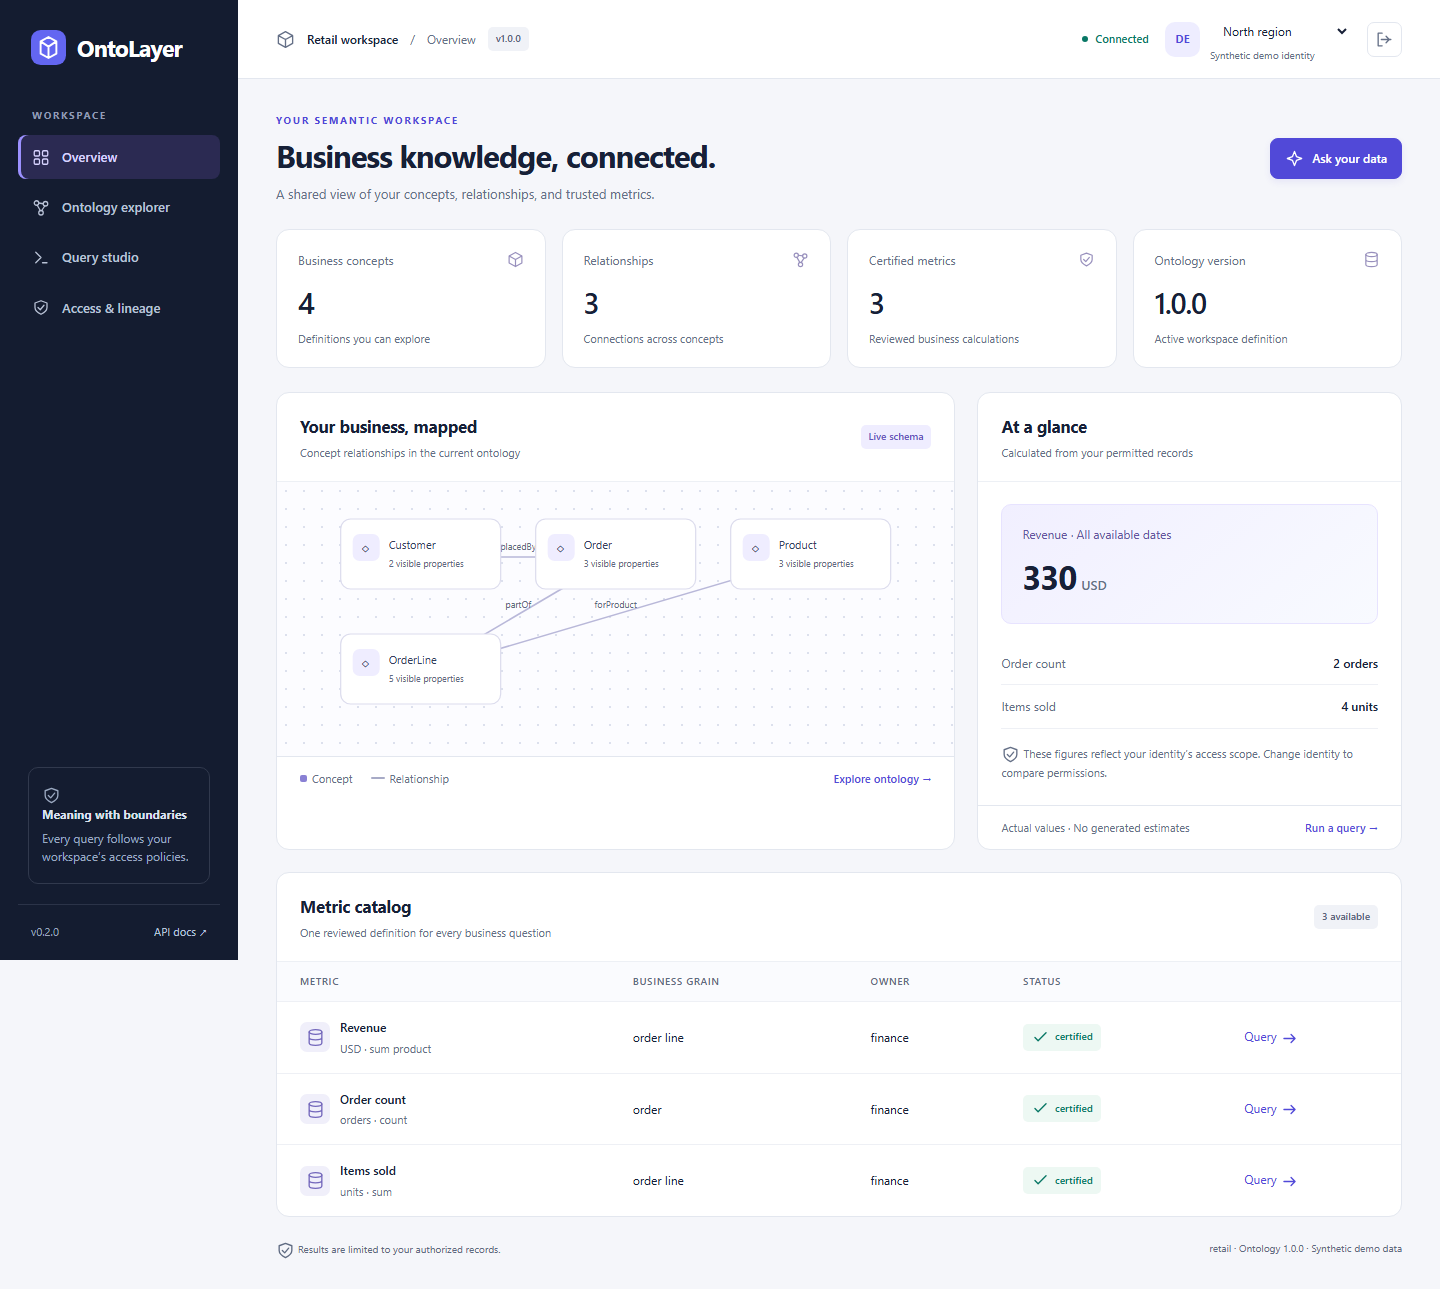 OntoLayer
WORKSPACE
Overview
Ontology explorer
Query studio
Access & lineage
Meaning with boundaries
Every query follows your
workspace's access policies.
v0.2.0
API docs ↗
Retail workspace / Overview v1.0.0
Connected
DE
North region
Synthetic demo identity
YOUR SEMANTIC WORKSPACE
Business knowledge, connected.
A shared view of your concepts, relationships, and trusted metrics.
Ask your data
Business concepts
4
Definitions you can explore
Relationships
3
Connections across concepts
Certified metrics
3
Reviewed business calculations
Ontology version
1.0.0
Active workspace definition
Your business, mapped
Concept relationships in the current ontology
Live schema
Customer
2 visible properties
placedBy
Order
3 visible properties
Product
3 visible properties
partOf
forProduct
OrderLine
5 visible properties
Concept
Relationship
Explore ontology →
At a glance
Calculated from your permitted records
Revenue · All available dates
330 USD
Order count 2 orders
Items sold 4 units
These figures reflect your identity's access scope. Change identity to
compare permissions.
Actual values · No generated estimates
Run a query →
Metric catalog
One reviewed definition for every business question
3 available
METRIC BUSINESS GRAIN OWNER STATUS
Revenue
USD · sum product
order line
finance
certified
Query →
Order count
orders · count
order
finance
certified
Query →
Items sold
units · sum
order line
finance
certified
Query →
Results are limited to your authorized records.
retail · Ontology 1.0.0 · Synthetic demo data